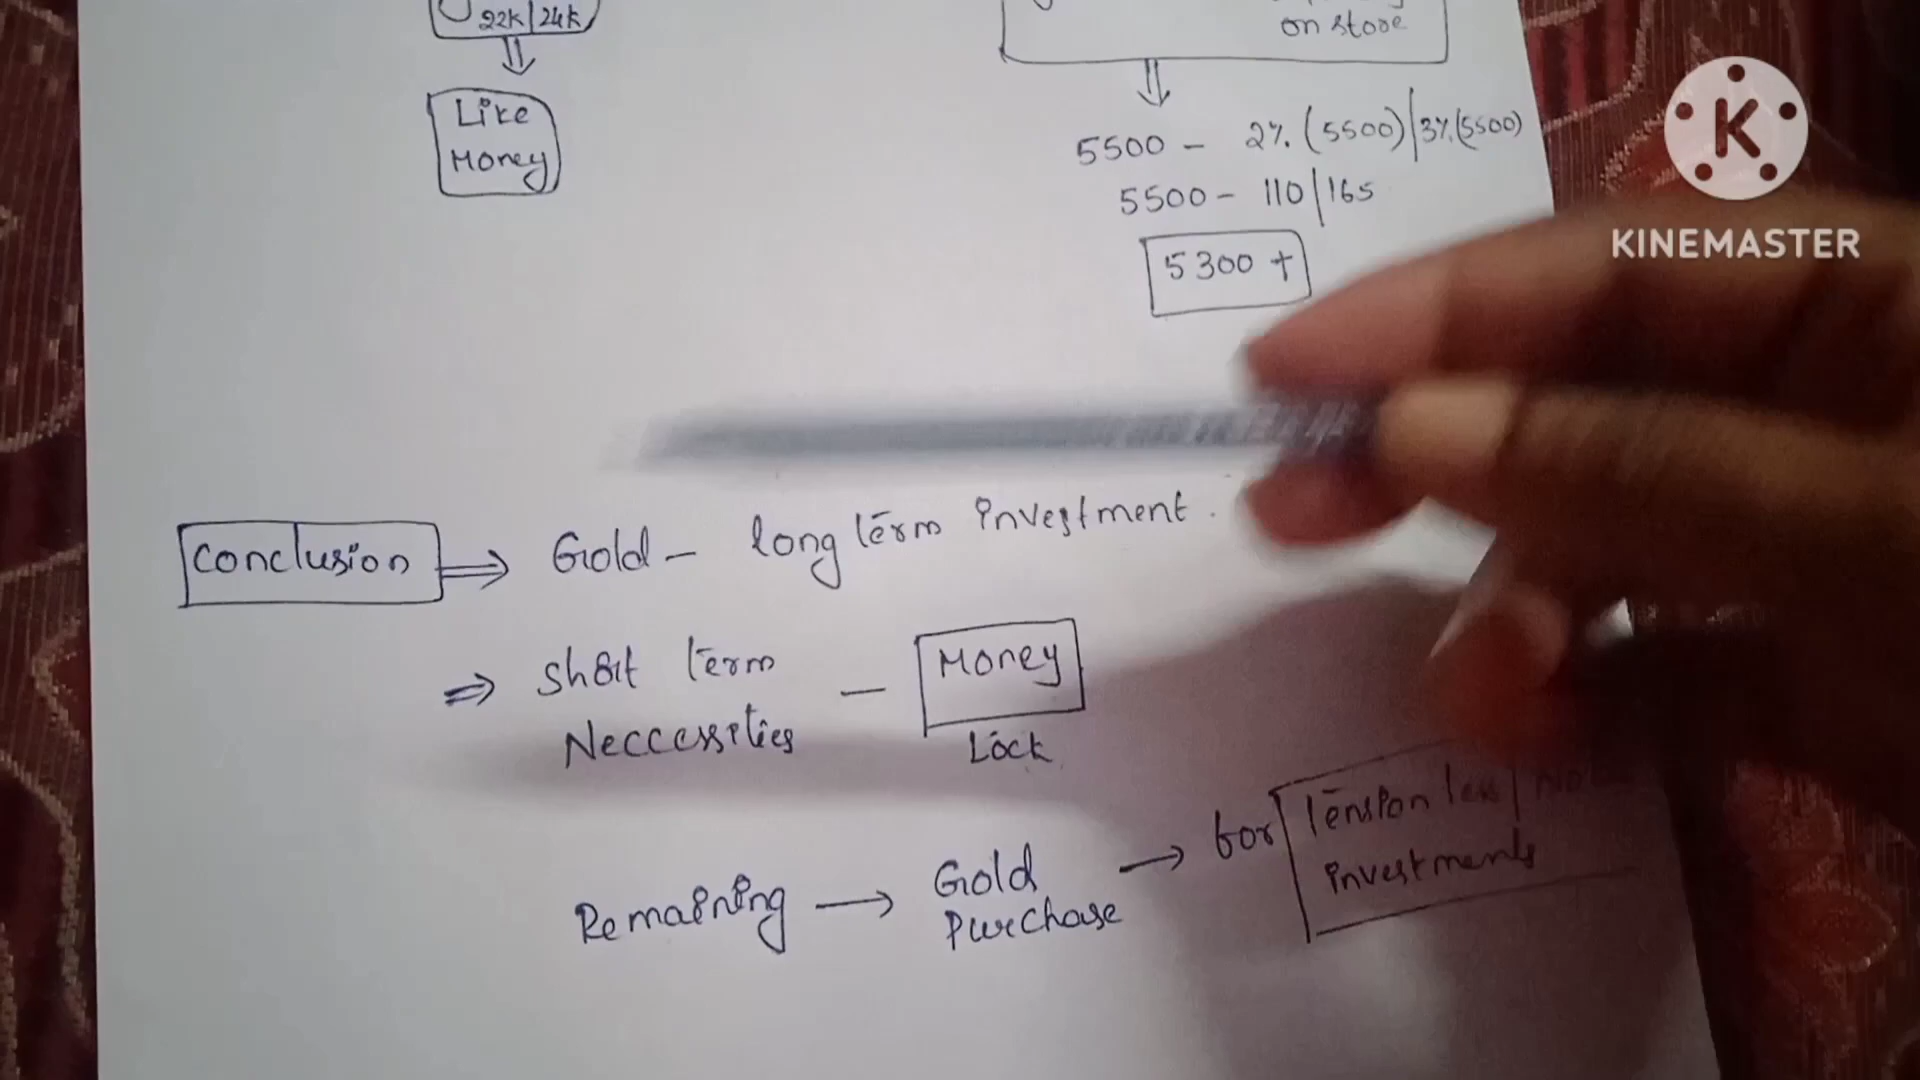 22k/24k
on store
Like
Money
5500 - 2%. (5500)/3%(5500)
5500 - 110/165
5300 +
K
KINEMASTER
Conclusion ⇒ Gold - long term investment.
⇒ Short term - Money
Neccessities Lock
Remaining → Gold → for Tension less /
Purchase investments